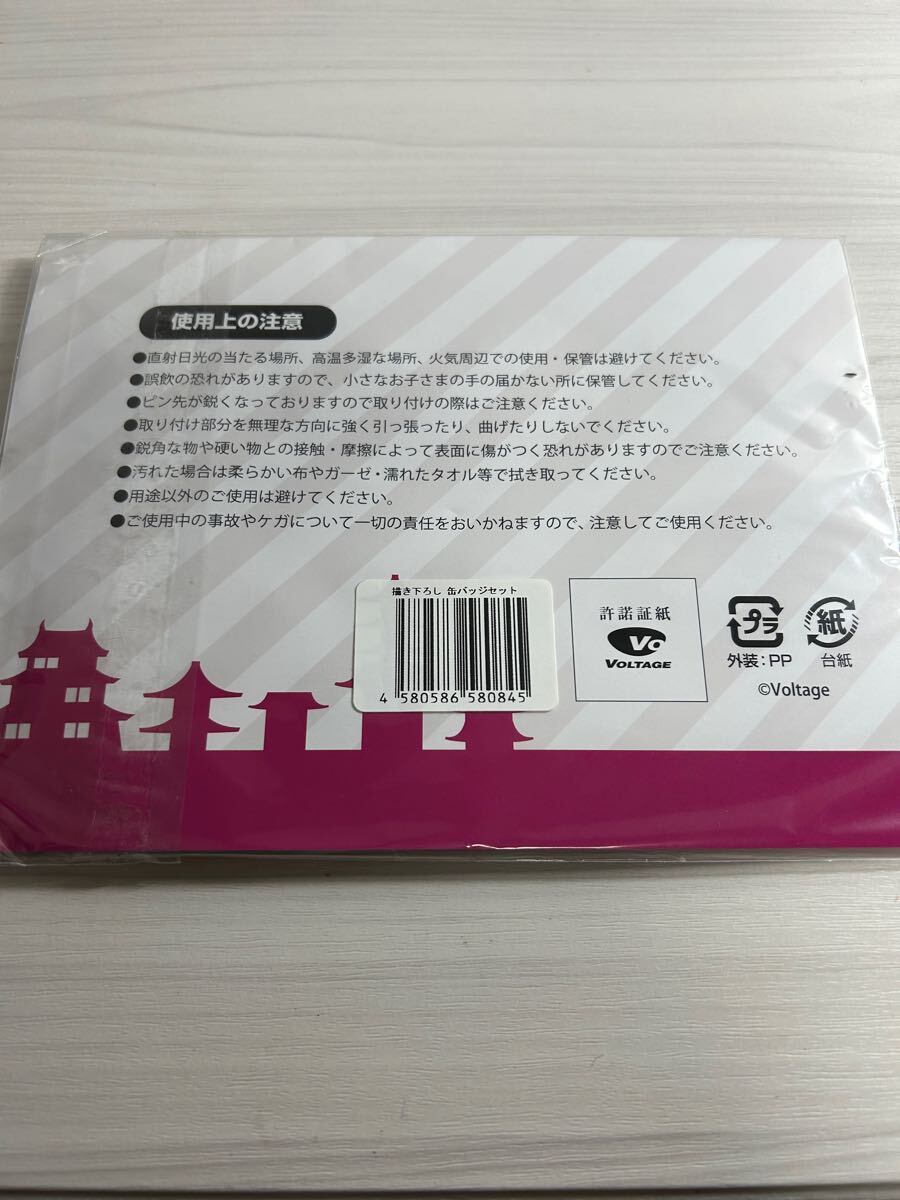 使用上の注意
●直射日光の当たる場所、高温多湿な場所、火気周辺での使用・保管は避けてください。
●誤飲の恐れがありますので、小さなお子さまの手の届かない所に保管してください。
●ピン先が鋭くなっておりますので取り付けの際はご注意ください。
●取り付け部分を無理な方向に強く引っ張ったり、曲げたりしないでください。
●鋭角な物や硬い物との接触・摩擦によって表面に傷がつく恐れがありますのでご注意ください。
●汚れた場合は柔らかい布やガーゼ・濡れたタオル等で拭き取ってください。
●用途以外のご使用は避けてください。
●ご使用中の事故やケガについて一切の責任をおいかねますので、注意してご使用ください。
描き下ろし 缶バッジセット
4 580586 580845
許諾証紙
VO
VOLTAGE
プラ
外装:PP
紙
台紙
©Voltage